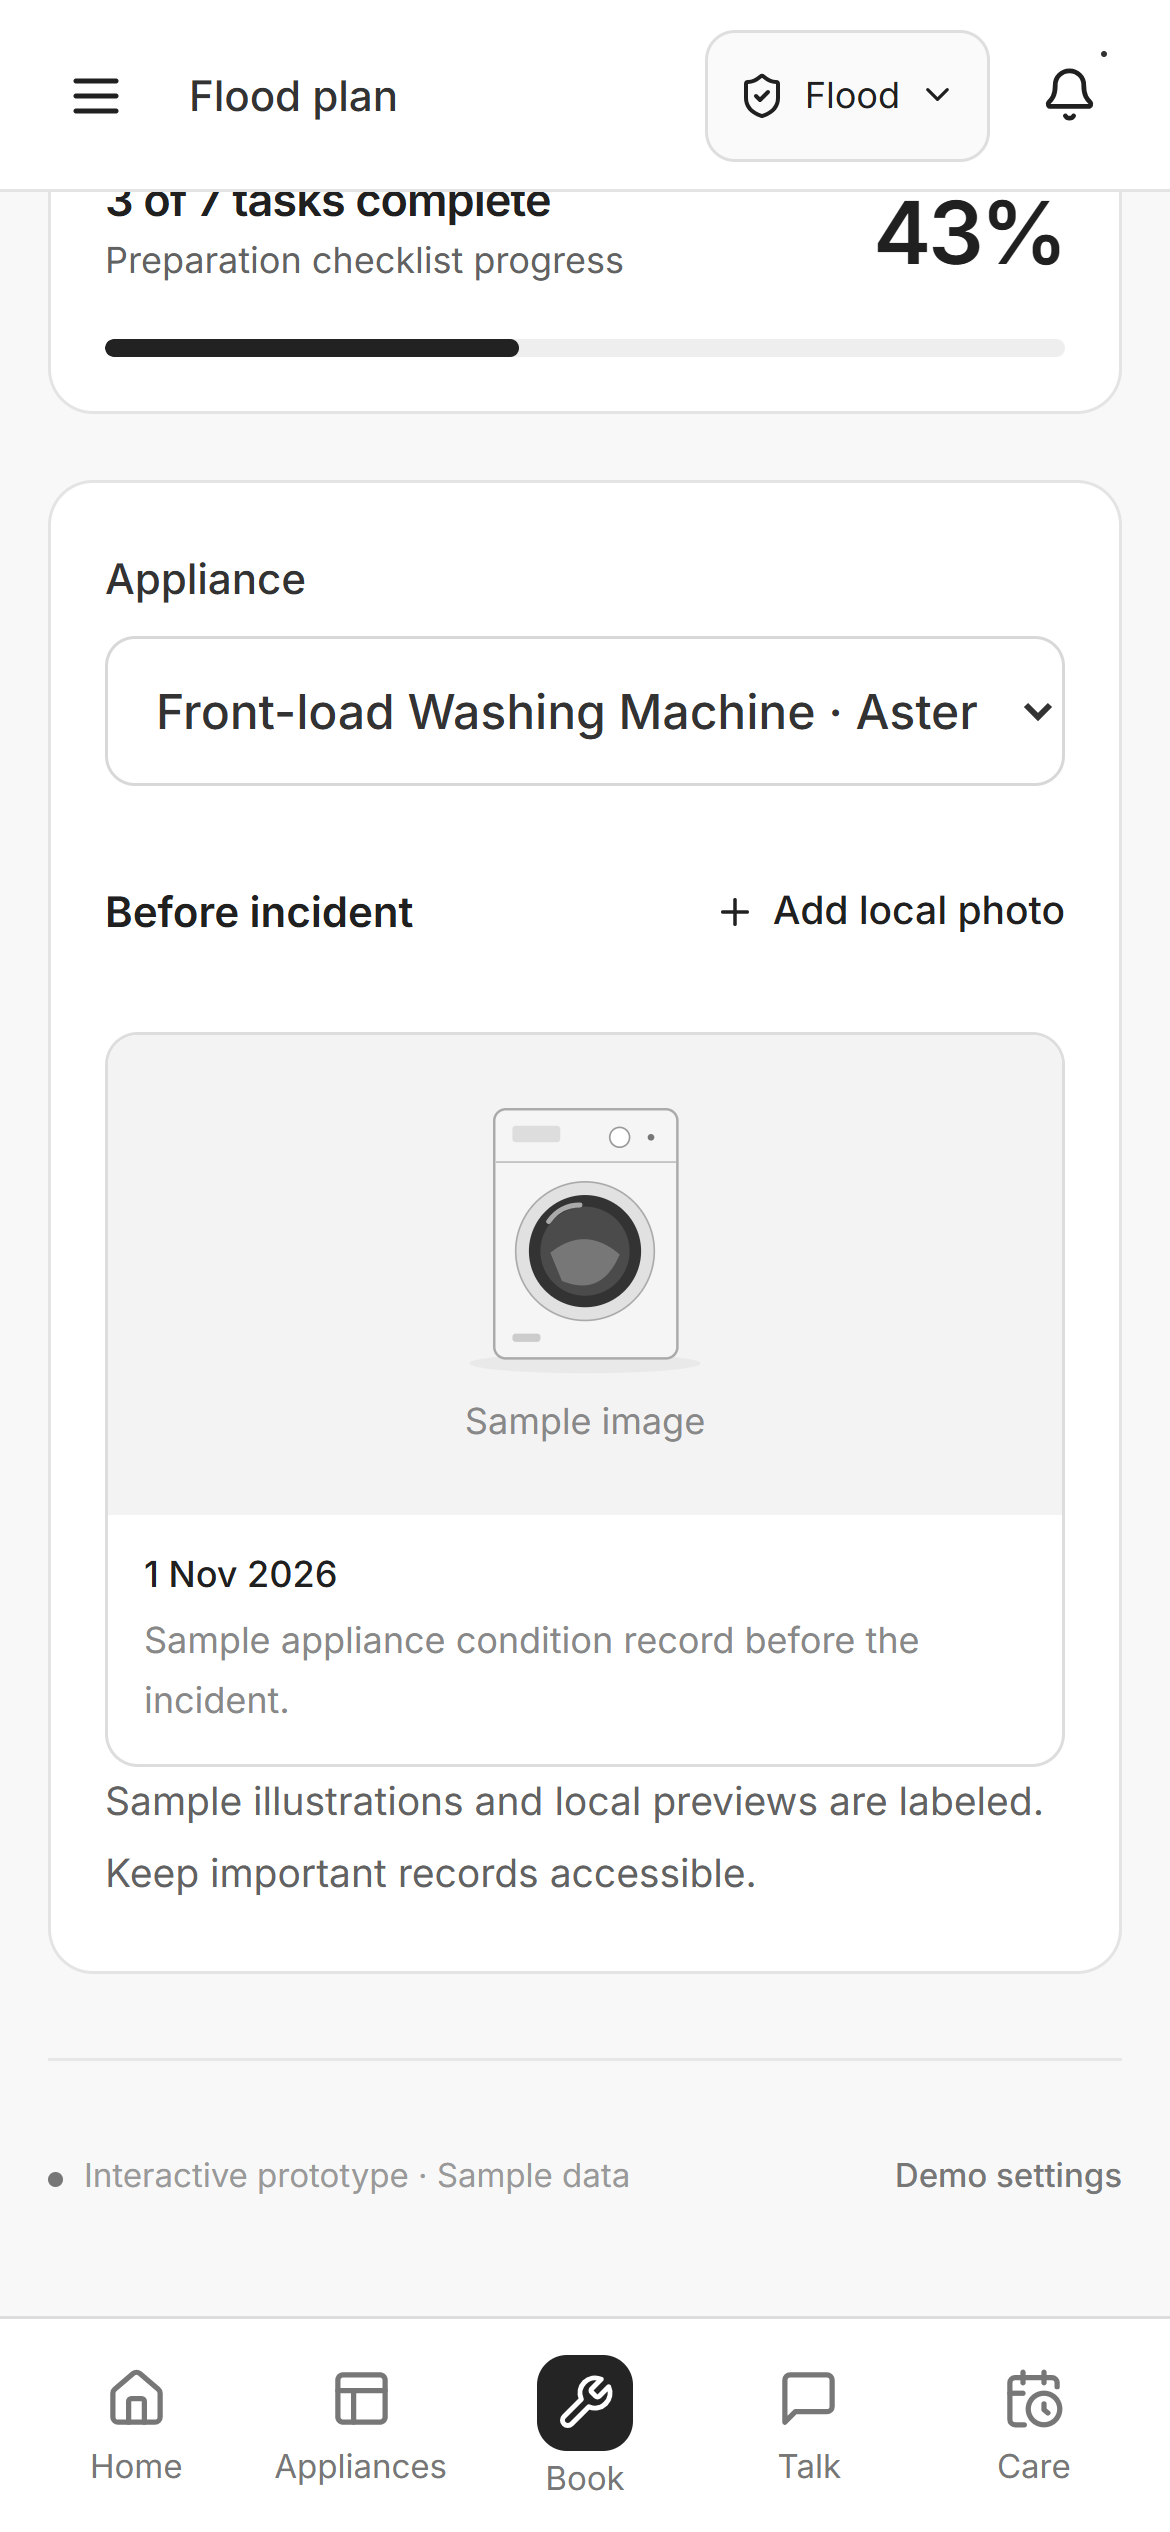 Flood plan
Flood
3 of 7 tasks complete
43%
Preparation checklist progress
Appliance
Front-load Washing Machine · Aster
Before incident
Add local photo
Sample image
1 Nov 2026
Sample appliance condition record before the
incident.
Sample illustrations and local previews are labeled.
Keep important records accessible.
Interactive prototype · Sample data
Demo settings
Home
Appliances
Book
Talk
Care